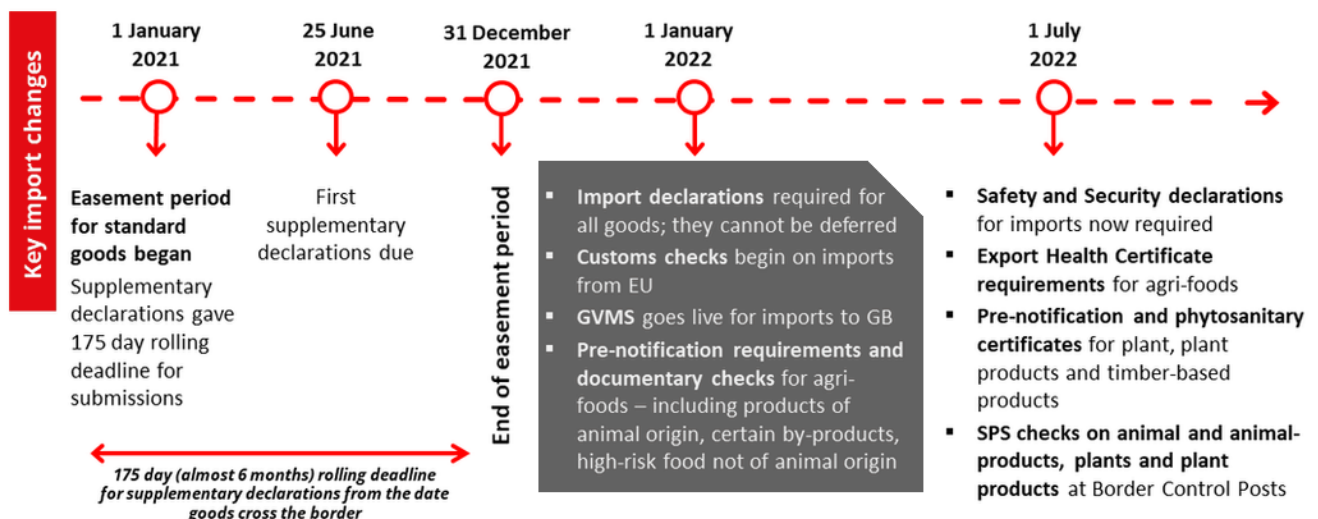 Key import changes
1 January
2021
25 June
2021
31 December
2021
1 January
2022
1 July
2022
Easement period
for standard
goods began
Supplementary
declarations gave
175 day rolling
deadline for
submissions
First
supplementary
declarations due
End of easement period
▪ Import declarations required for
all goods; they cannot be deferred
▪ Customs checks begin on imports
from EU
▪ GVMS goes live for imports to GB
▪ Pre-notification requirements and
documentary checks for agri-
foods – including products of
animal origin, certain by-products,
high-risk food not of animal origin
▪ Safety and Security declarations
for imports now required
▪ Export Health Certificate
requirements for agri-foods
▪ Pre-notification and phytosanitary
certificates for plant, plant
products and timber-based
products
▪ SPS checks on animal and animal-
products, plants and plant
products at Border Control Posts
175 day (almost 6 months) rolling deadline
for supplementary declarations from the date
goods cross the border